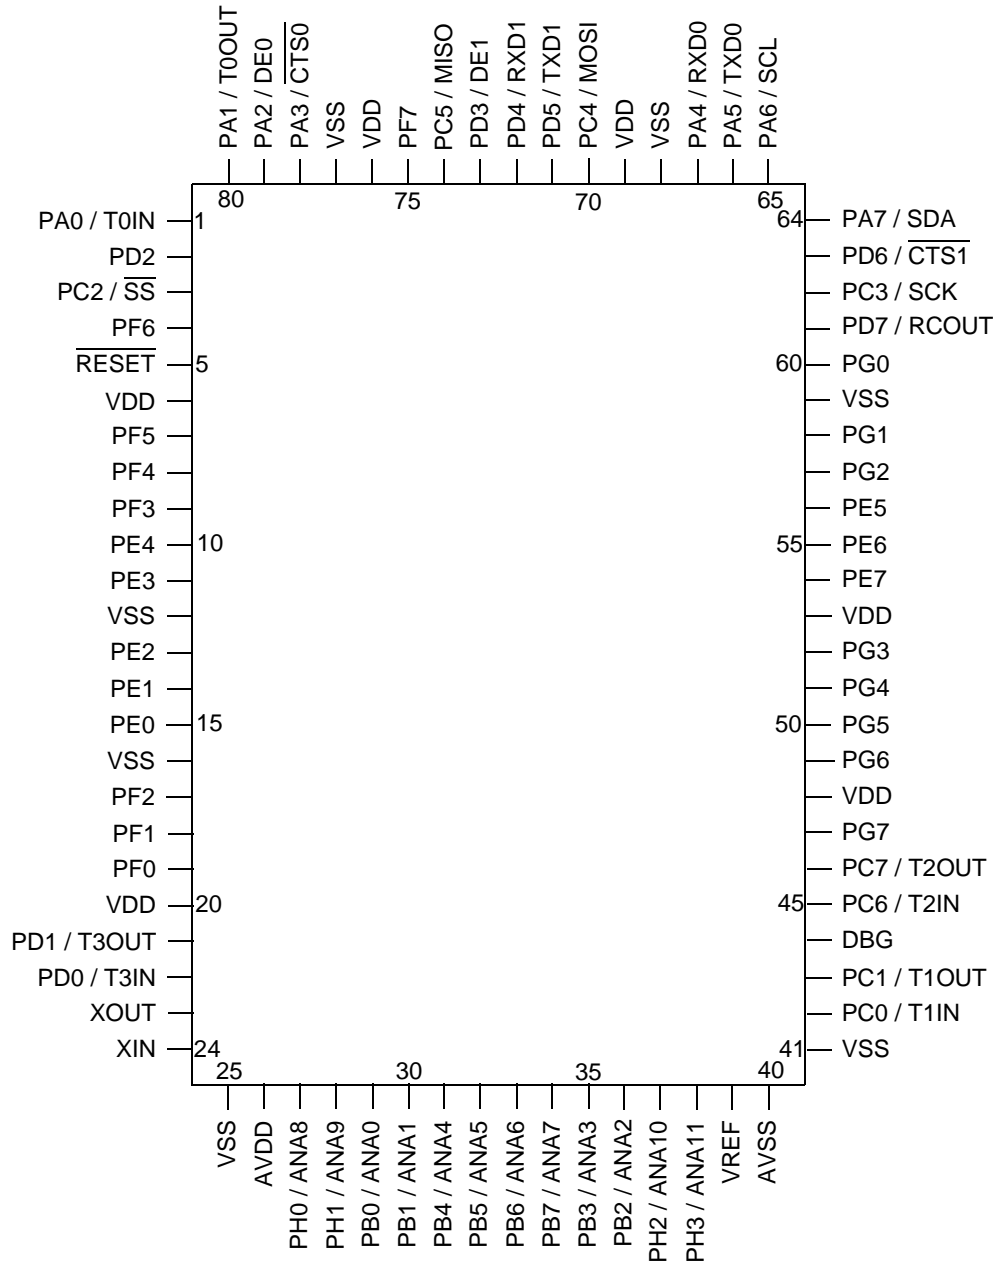 PA1 / T0OUT
PA2 / DE0
PA3 / CTS0
VSS
VDD
PF7
PC5 / MISO
PD3 / DE1
PD4 / RXD1
PD5 / TXD1
PC4 / MOSI
VDD
VSS
PA4 / RXD0
PA5 / TXD0
PA6 / SCL
80 75 70 65
PA0 / T0IN 1 64 PA7 / SDA
PD2 PD6 / CTS1
PC2 / SS PC3 / SCK
PF6 PD7 / RCOUT
RESET 5 60 PG0
VDD VSS
PF5 PG1
PF4 PG2
PF3 PE5
PE4 10 55 PE6
PE3 PE7
VSS VDD
PE2 PG3
PE1 PG4
PE0 15 50 PG5
VSS PG6
PF2 VDD
PF1 PG7
PF0 PC7 / T2OUT
VDD 20 45 PC6 / T2IN
PD1 / T3OUT DBG
PD0 / T3IN PC1 / T1OUT
XOUT PC0 / T1IN
XIN 24 41 VSS
25 30 35 40
VSS
AVDD
PH0 / ANA8
PH1 / ANA9
PB0 / ANA0
PB1 / ANA1
PB4 / ANA4
PB5 / ANA5
PB6 / ANA6
PB7 / ANA7
PB3 / ANA3
PB2 / ANA2
PH2 / ANA10
PH3 / ANA11
VREF
AVSS